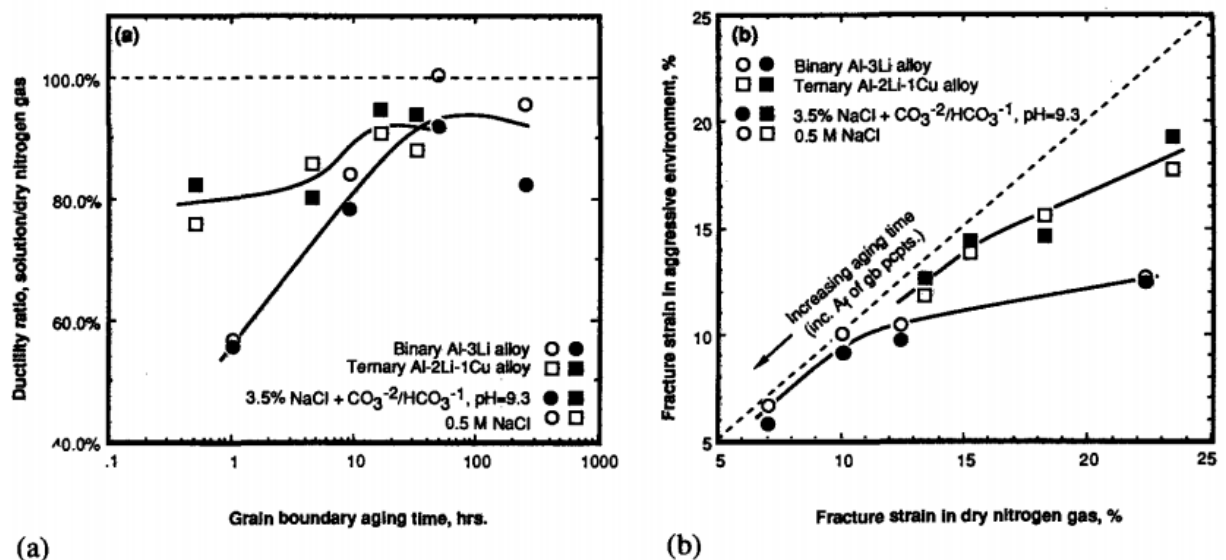 (a)
Ductility ratio, solution/dry nitrogen gas
100.0%
80.0%
60.0%
40.0%
Binary Al-3Li alloy
Ternary Al-2Li-1Cu alloy
3.5% NaCl + CO3-2/HCO3-1, pH=9.3
0.5 M NaCl
.1
1
10
100
1000
Grain boundary aging time, hrs.
(a)
(b)
Fracture strain in aggressive environment, %
25
20
15
10
5
Binary Al-3Li alloy
Ternary Al-2Li-1Cu alloy
3.5% NaCl + CO3-2/HCO3-1, pH=9.3
0.5 M NaCl
Increasing aging time
(inc. Af of gb pcpts.)
5
10
15
20
25
Fracture strain in dry nitrogen gas, %
(b)